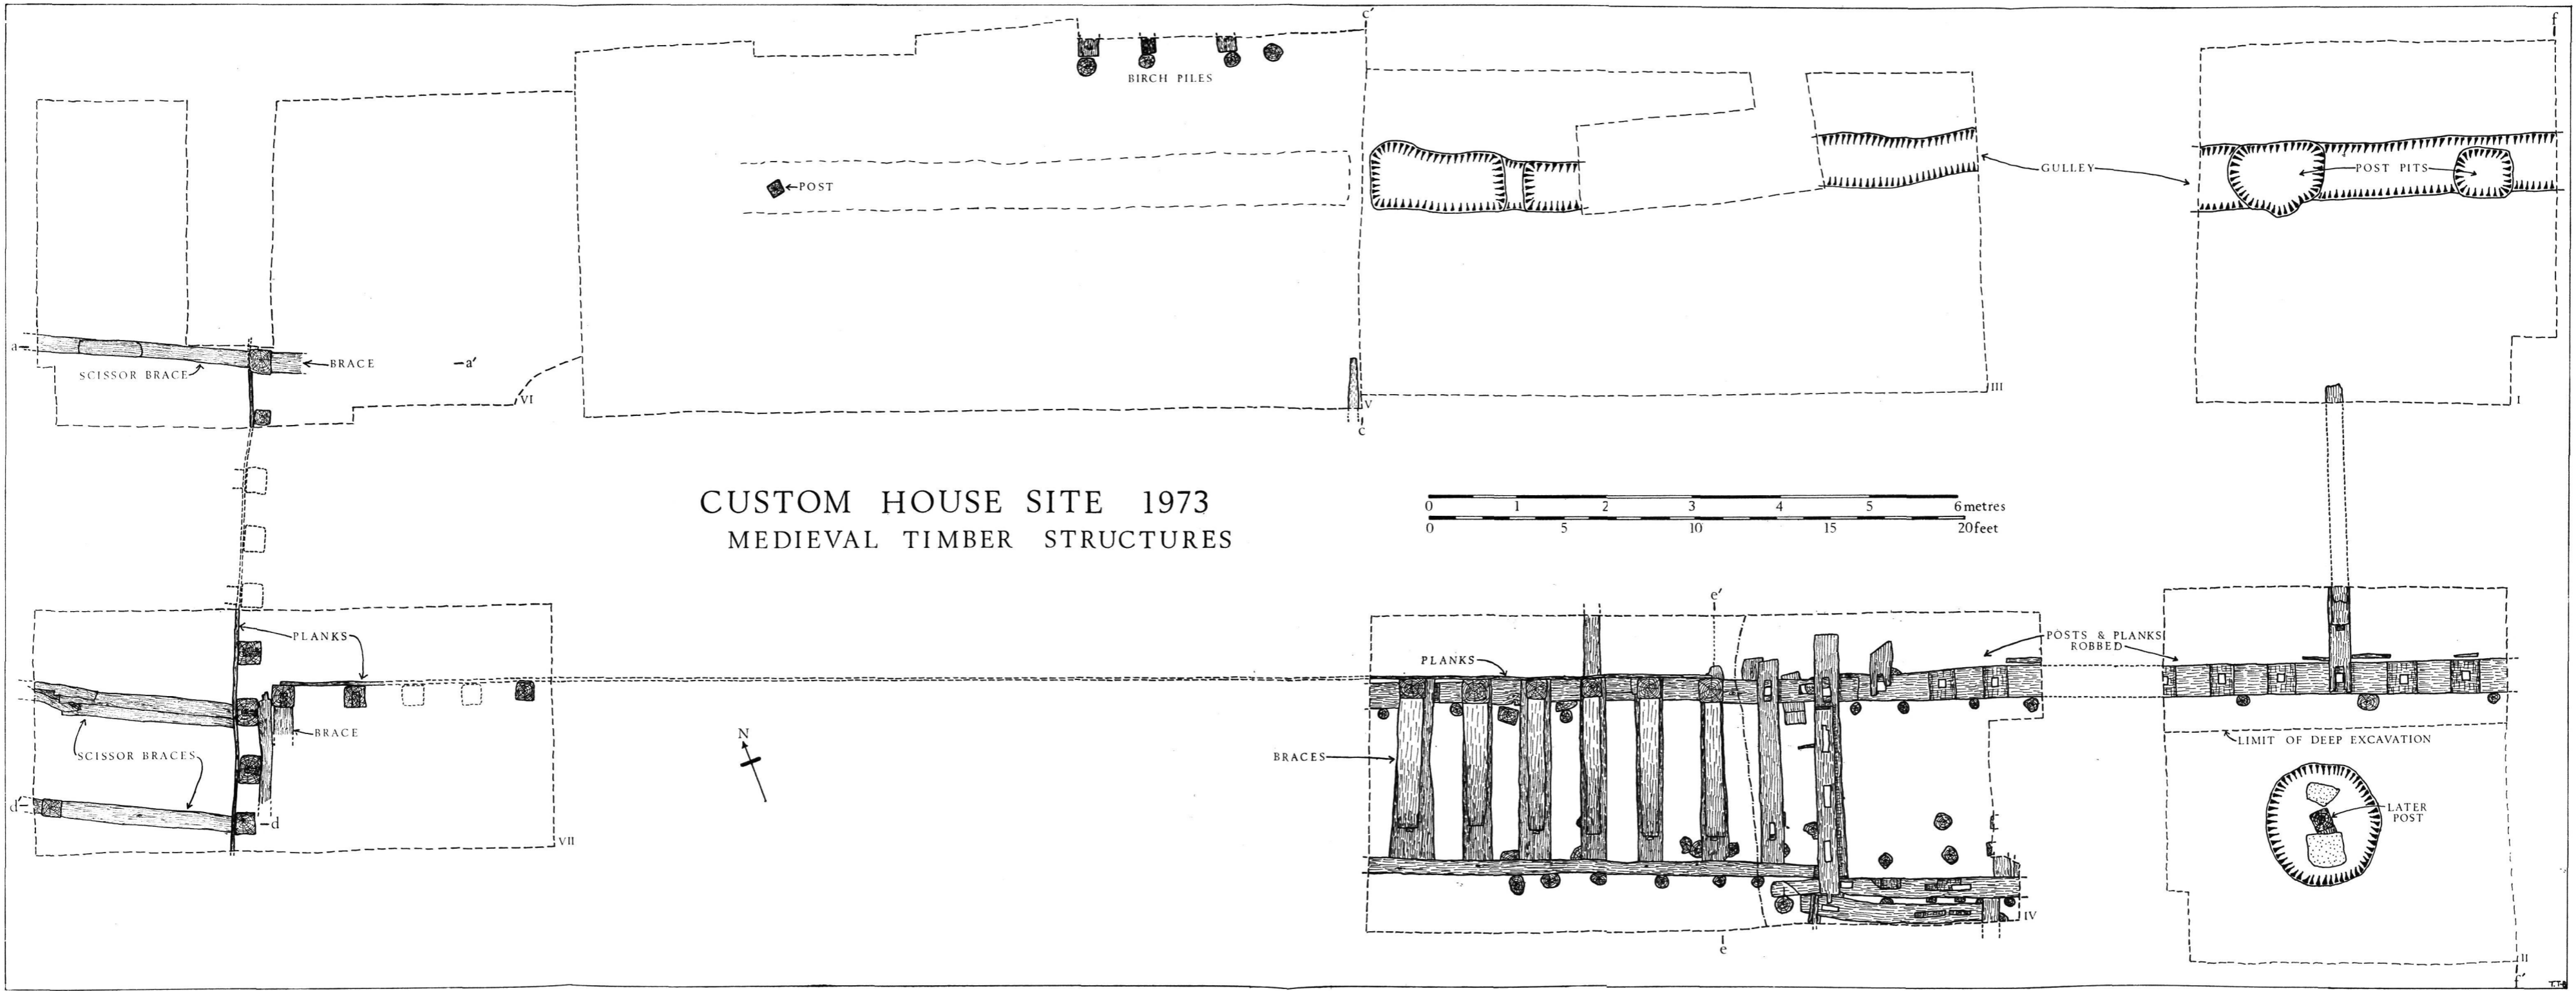 c'
f
BIRCH PILES
POST
GULLEY
POST PITS
a
SCISSOR BRACE
BRACE
a'
VI
V
c
III
I
CUSTOM HOUSE SITE 1973
MEDIEVAL TIMBER STRUCTURES
0 1 2 3 4 5 6 metres
0 5 10 15 20 feet
e'
PLANKS
PLANKS
POSTS & PLANKS
ROBBED
BRACE
SCISSOR BRACES
N
BRACES
LIMIT OF DEEP EXCAVATION
d'
d
LATER
POST
VII
IV
e
II
f'